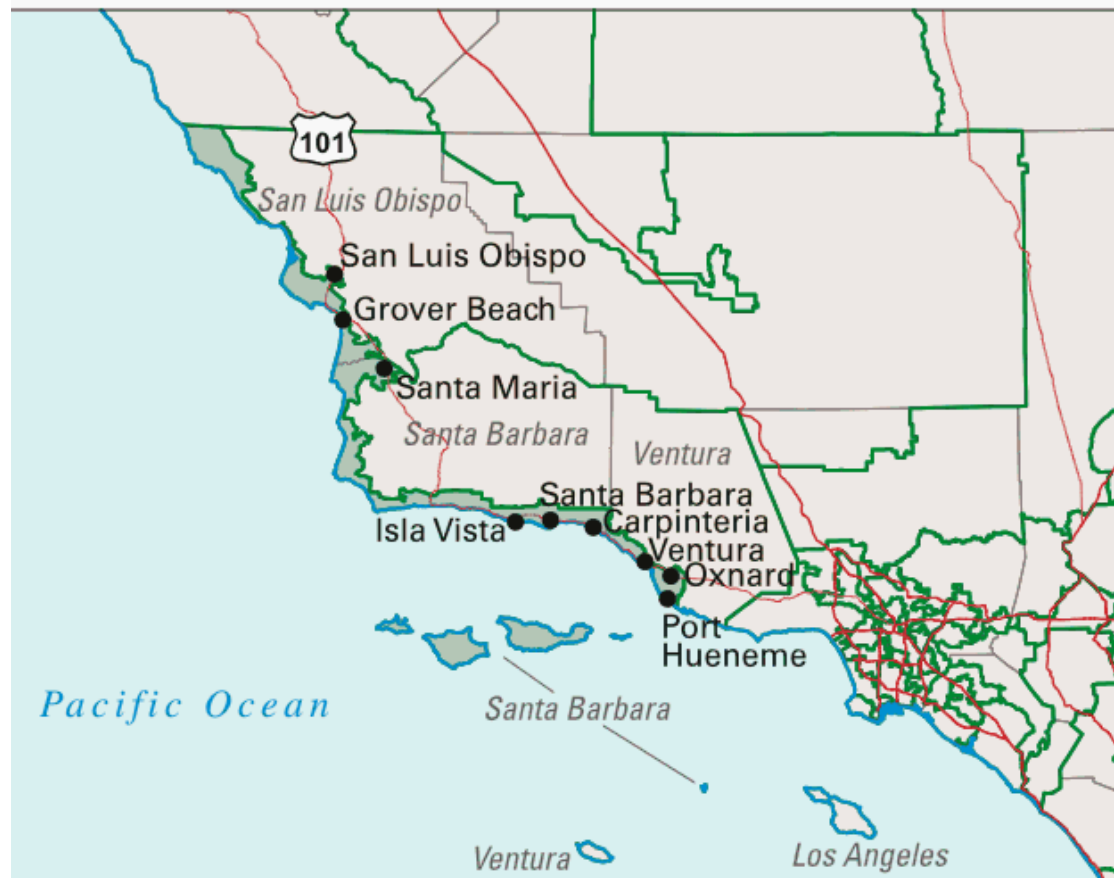 101
San Luis Obispo
San Luis Obispo
Grover Beach
Santa Maria
Santa Barbara
Ventura
Santa Barbara
Isla Vista
Carpinteria
Ventura
Oxnard
Port
Hueneme
Pacific Ocean
Santa Barbara
Ventura
Los Angeles